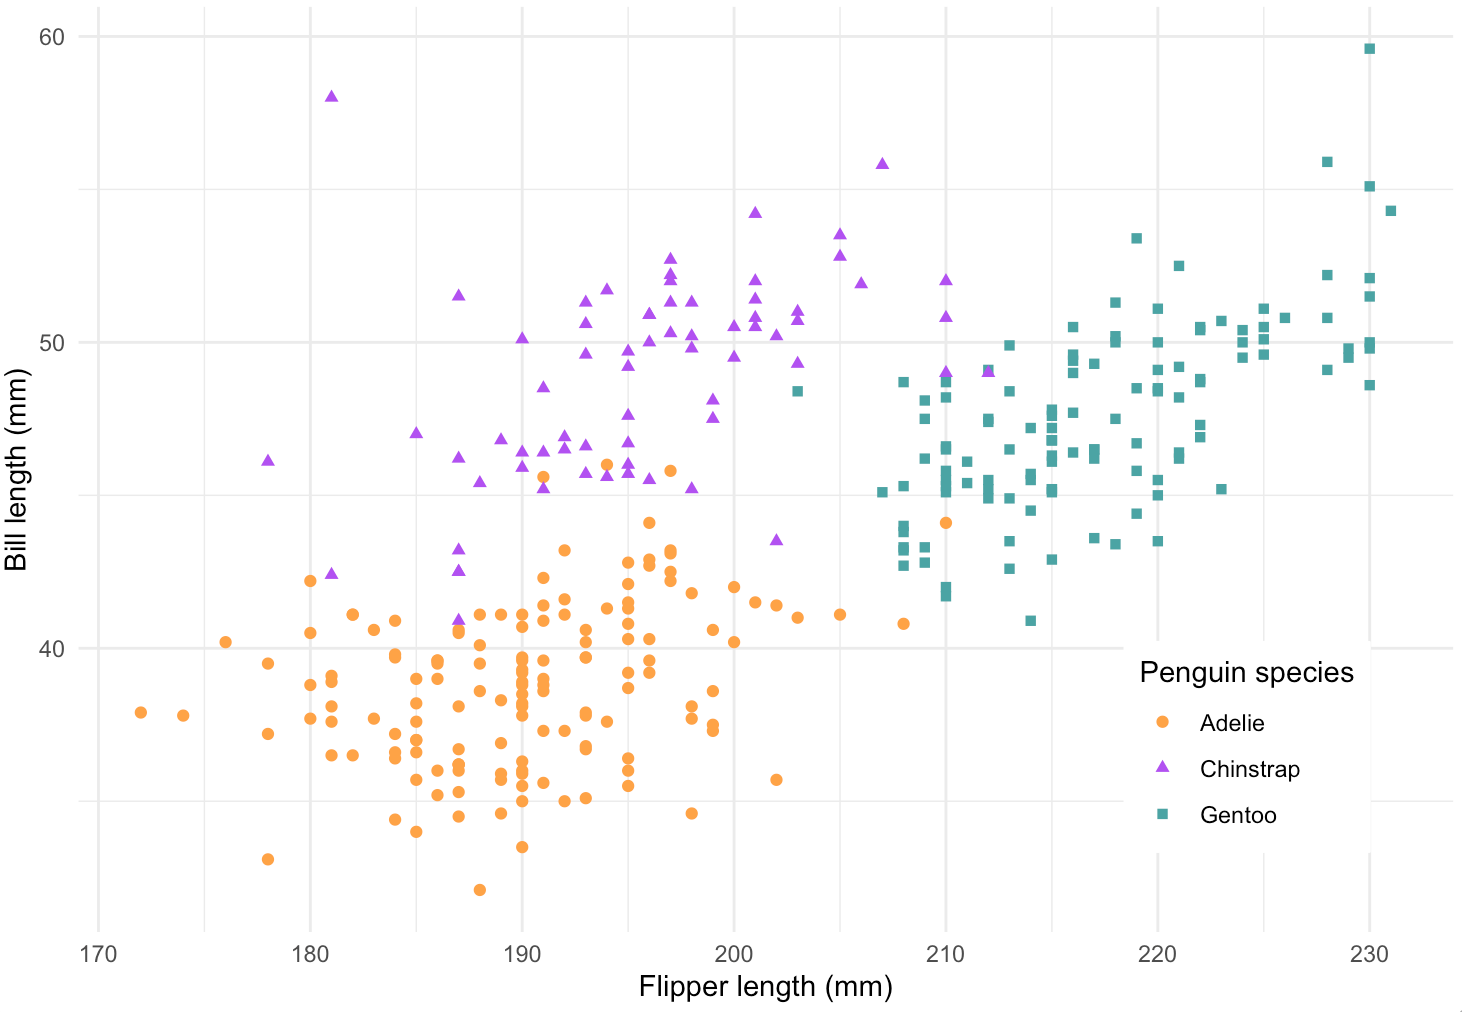 60
50
40
Bill length (mm)
170 180 190 200 210 220 230
Flipper length (mm)
Penguin species
Adelie
Chinstrap
Gentoo